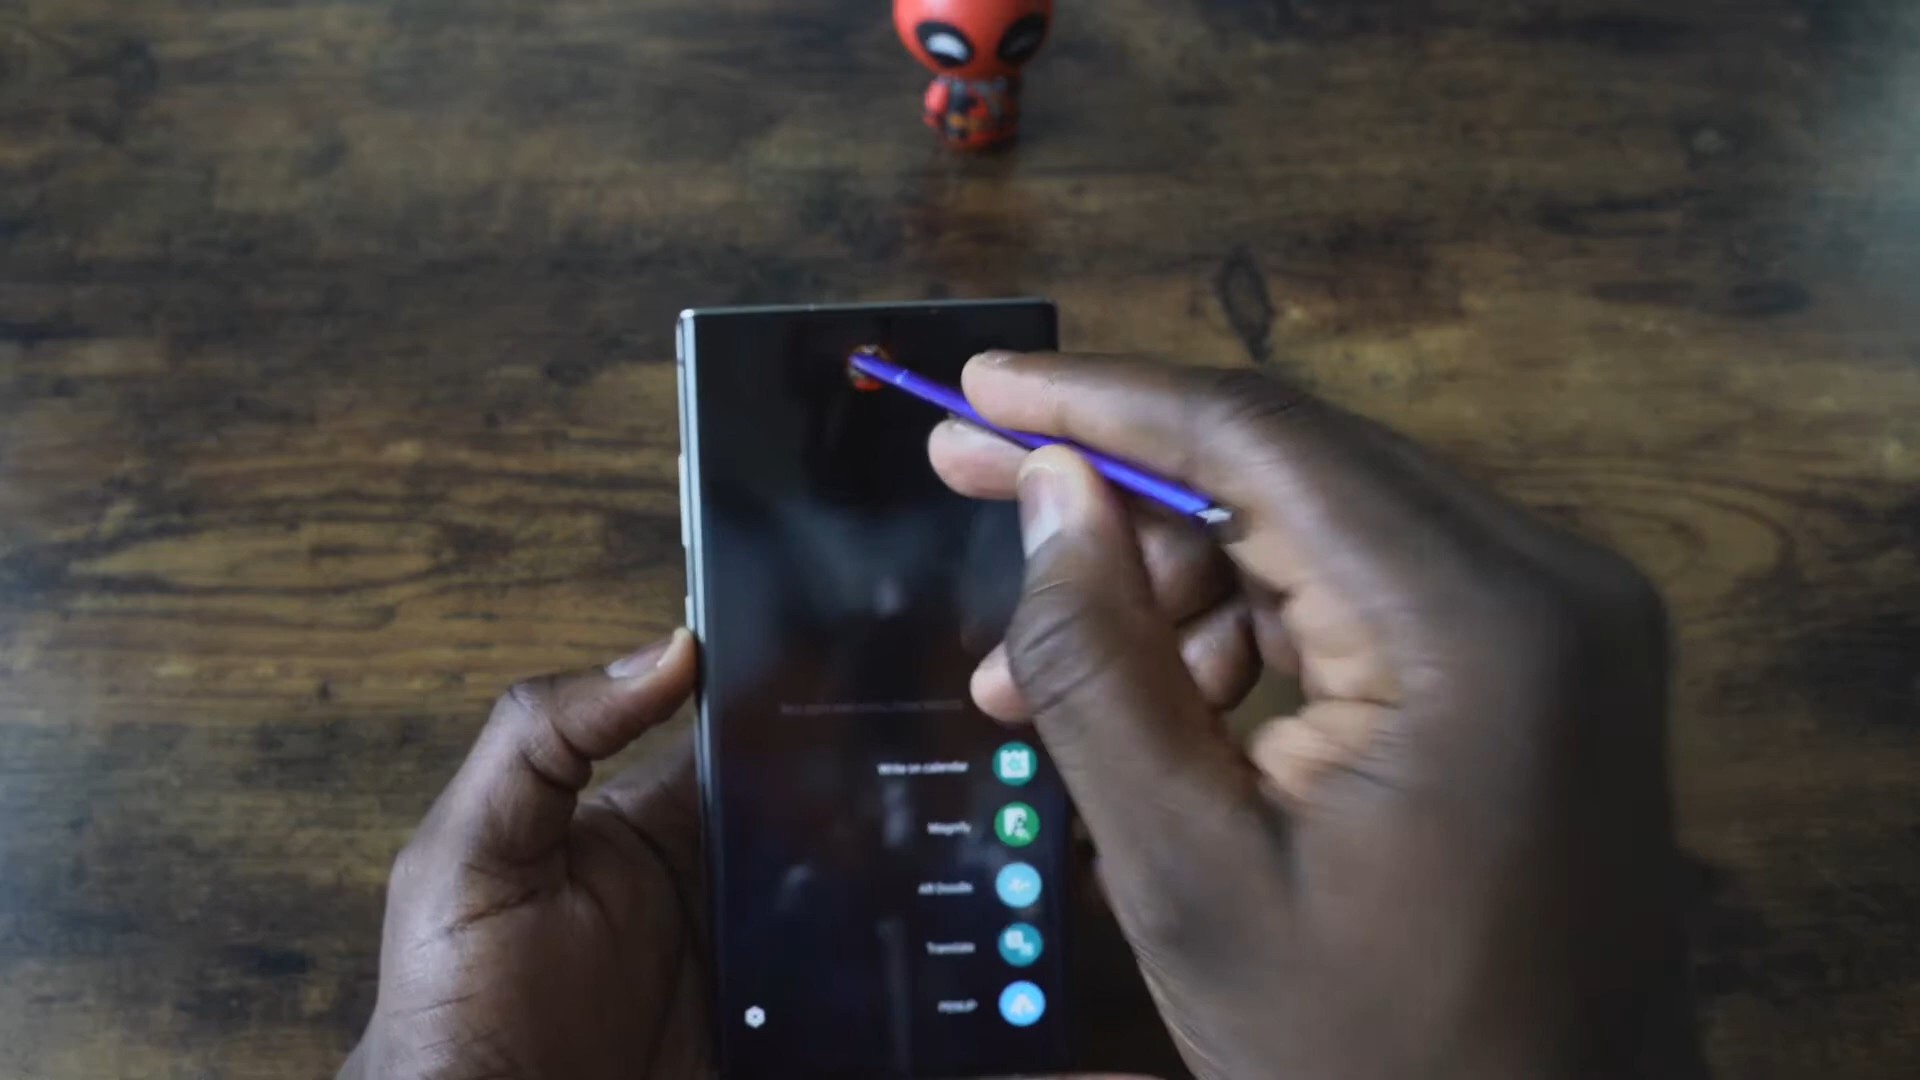 Write on calendar
Magnify
AR Doodle
Translate
PENUP